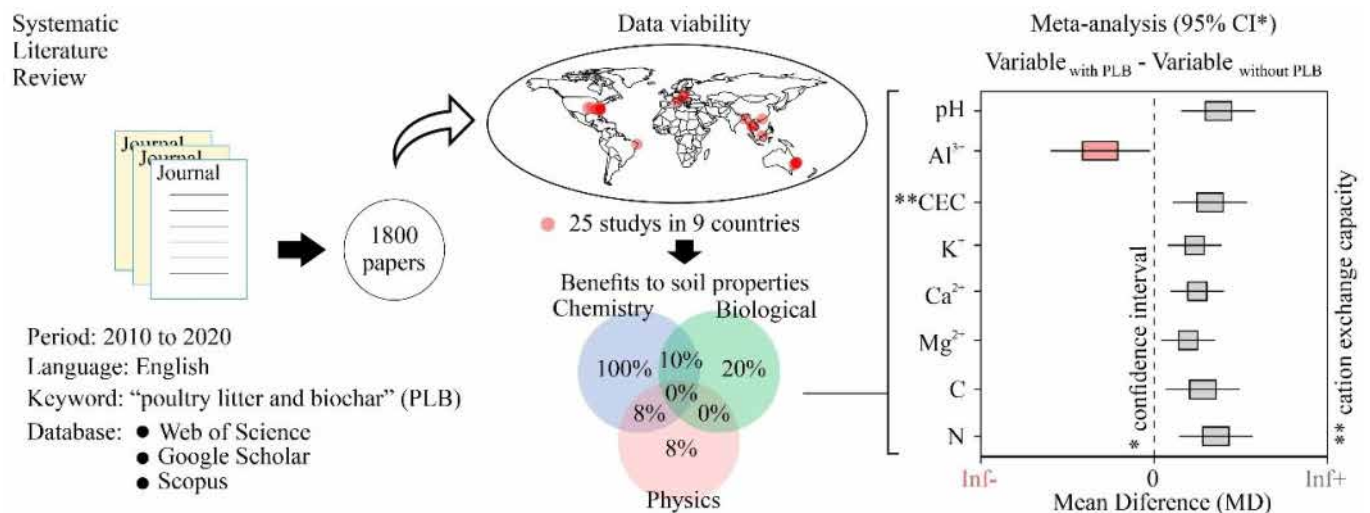 Systematic
Literature
Review
Journal
Journal
Journal
Period: 2010 to 2020
Language: English
Keyword: “poultry litter and biochar” (PLB)
Database: ● Web of Science
● Google Scholar
● Scopus
1800
papers
Data viability
25 studys in 9 countries
Benefits to soil properties
Chemistry Biological
100% 10% 20%
0%
8% 0%
8%
Physics
Meta-analysis (95% CI*)
Variable with PLB - Variable without PLB
pH
Al³⁻
**CEC
K⁻
Ca²⁻
Mg²⁻
C
N
* confidence interval
** cation exchange capacity
Inf- 0 Inf+
Mean Diference (MD)